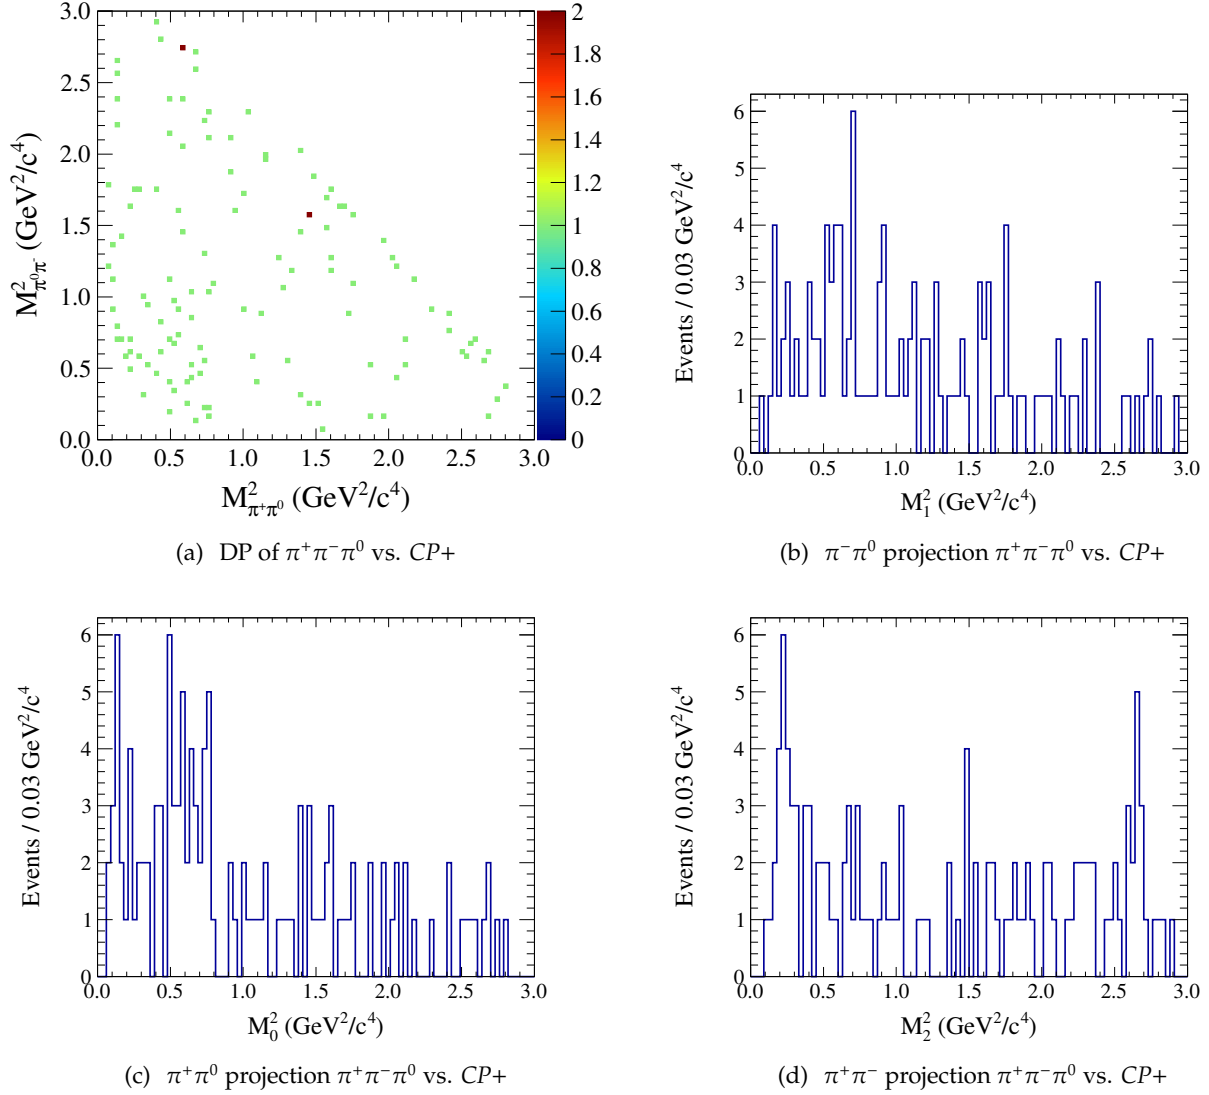 3.0
2.5
2.0
1.5
1.0
0.5
0.0
0.0 0.5 1.0 1.5 2.0 2.5 3.0
2
1.8
1.6
1.4
1.2
1
0.8
0.6
0.4
0.2
0
M²π⁰π⁻ (GeV²/c⁴)
M²π⁺π⁰ (GeV²/c⁴)
(a) DP of π⁺π⁻π⁰ vs. CP+
6
5
4
3
2
1
0
0.0 0.5 1.0 1.5 2.0 2.5 3.0
Events / 0.03 GeV²/c⁴
M₁² (GeV²/c⁴)
(b) π⁻π⁰ projection π⁺π⁻π⁰ vs. CP+
6
5
4
3
2
1
0
0.0 0.5 1.0 1.5 2.0 2.5 3.0
Events / 0.03 GeV²/c⁴
M₀² (GeV²/c⁴)
(c) π⁺π⁰ projection π⁺π⁻π⁰ vs. CP+
6
5
4
3
2
1
0
0.0 0.5 1.0 1.5 2.0 2.5 3.0
Events / 0.03 GeV²/c⁴
M₂² (GeV²/c⁴)
(d) π⁺π⁻ projection π⁺π⁻π⁰ vs. CP+